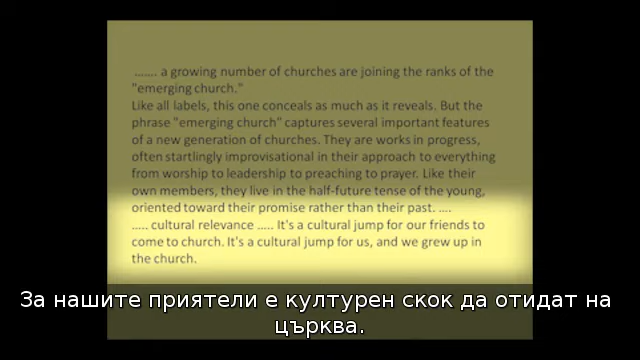 ....... a growing number of churches are joining the ranks of the
"emerging church."
Like all labels, this one conceals as much as it reveals. But the
phrase "emerging church" captures several important features
of a new generation of churches. They are works in progress,
often startlingly improvisational in their approach to everything
from worship to leadership to preaching to prayer. Like their
own members, they live in the half-future tense of the young,
oriented toward their promise rather than their past. ....
..... cultural relevance ..... It's a cultural jump for our friends to
come to church. It's a cultural jump for us, and we grew up in
the church.
За нашите приятели е културен скок да отидат на
църква.